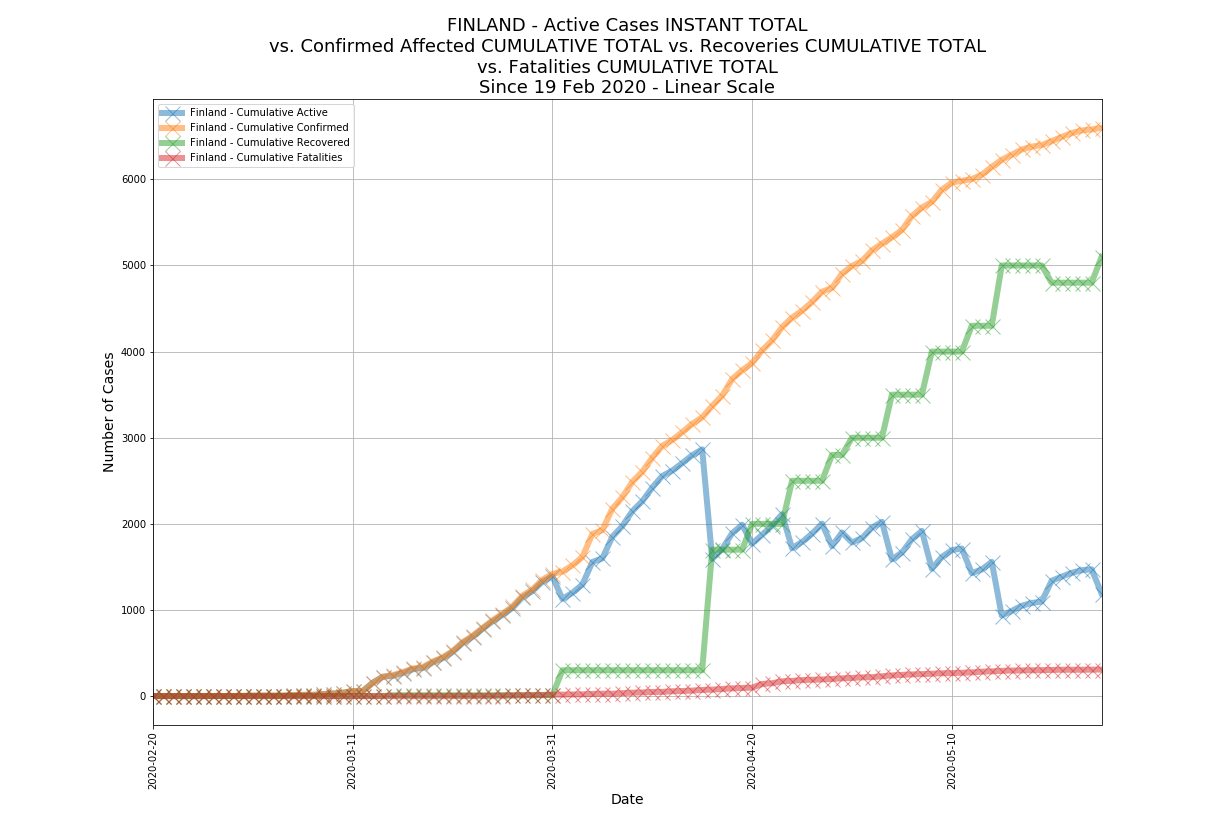 FINLAND - Active Cases INSTANT TOTAL
vs. Confirmed Affected CUMULATIVE TOTAL vs. Recoveries CUMULATIVE TOTAL
vs. Fatalities CUMULATIVE TOTAL
Since 19 Feb 2020 - Linear Scale
Finland - Cumulative Active
Finland - Cumulative Confirmed
Finland - Cumulative Recovered
Finland - Cumulative Fatalities
Number of Cases
6000
5000
4000
3000
2000
1000
0
2020-02-20
2020-03-11
2020-03-31
2020-04-20
2020-05-10
Date